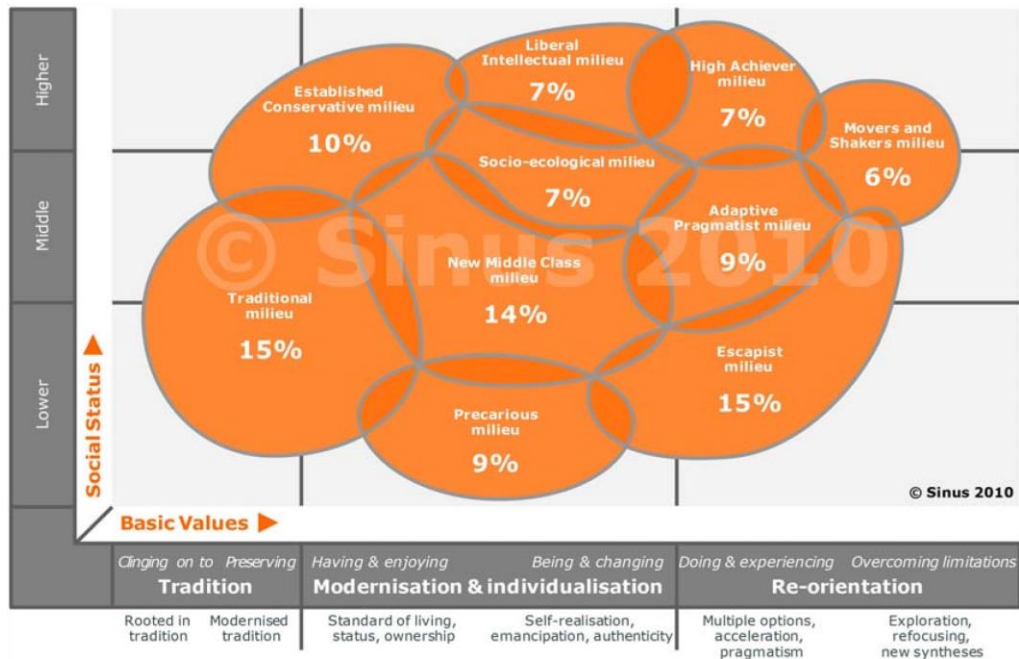 Higher
Middle
Lower
Social Status
Basic Values
Liberal
Intellectual milieu
7%
High Achiever
milieu
7%
Established
Conservative milieu
10%
Movers and
Shakers milieu
6%
Socio-ecological milieu
7%
Adaptive
Pragmatist milieu
9%
© Sinus 2010
New Middle Class
milieu
14%
Traditional
milieu
15%
Escapist
milieu
15%
Precarious
milieu
9%
© Sinus 2010
Clinging on to Preserving
Tradition
Having & enjoying
Being & changing
Modernisation & individualisation
Doing & experiencing
Overcoming limitations
Re-orientation
Rooted in
tradition
Modernised
tradition
Standard of living,
status, ownership
Self-realisation,
emancipation, authenticity
Multiple options,
acceleration,
pragmatism
Exploration,
refocusing,
new syntheses